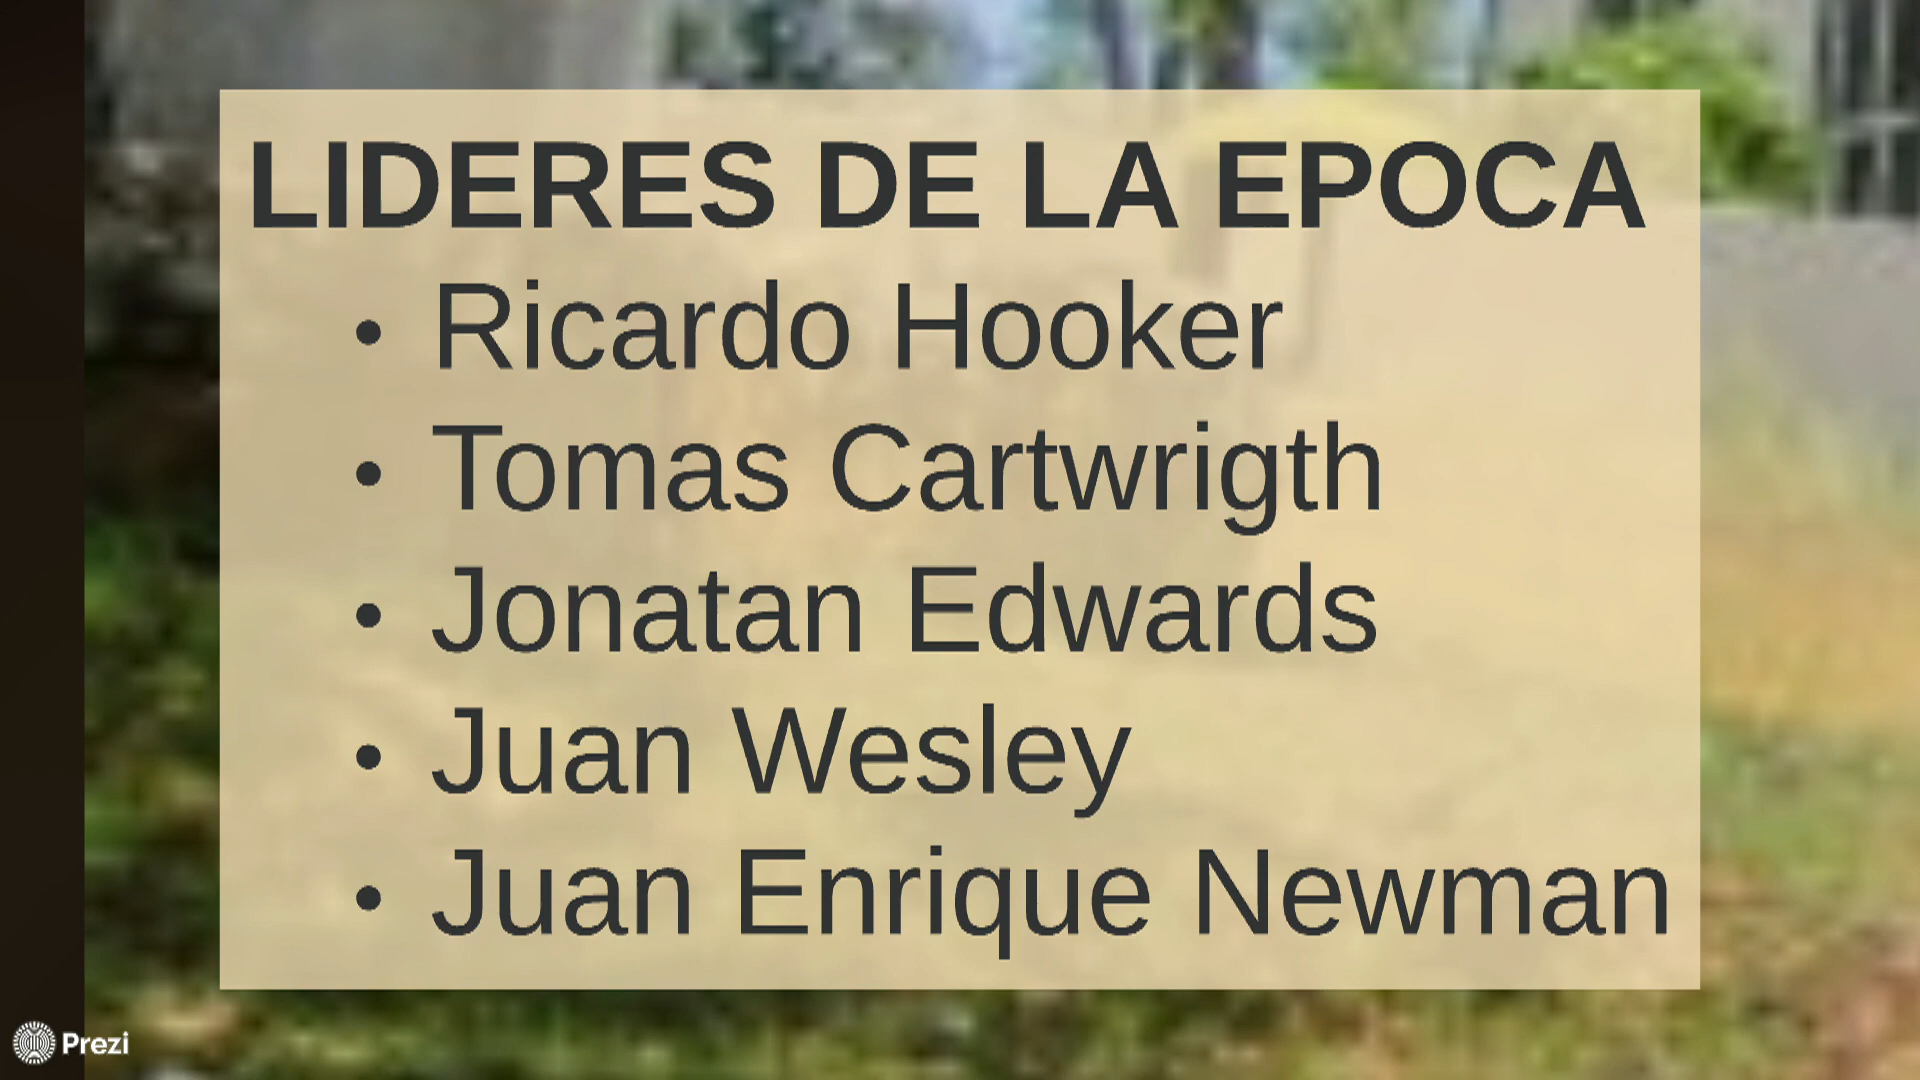 LIDERES DE LA EPOCA
• Ricardo Hooker
• Tomas Cartwrigth
• Jonatan Edwards
• Juan Wesley
• Juan Enrique Newman
Prezi